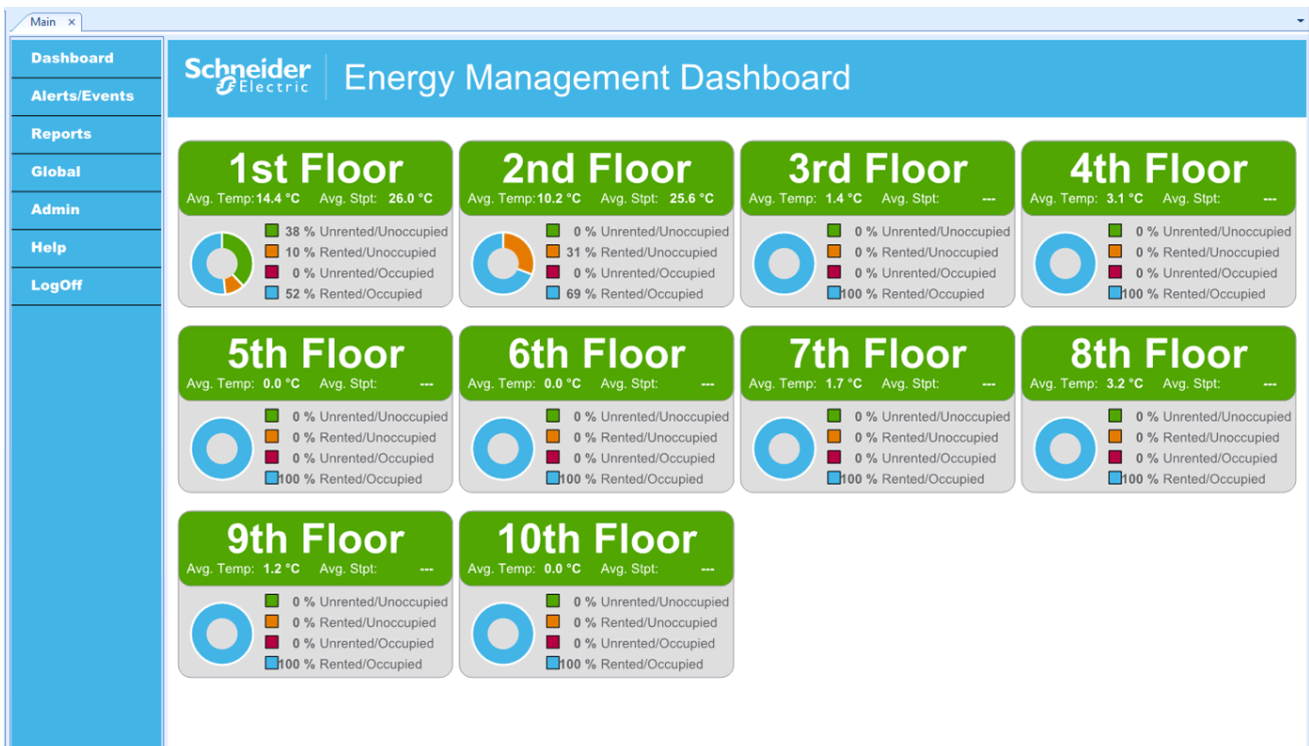 Main ×
Dashboard
Alerts/Events
Reports
Global
Admin
Help
LogOff
Schneider
Electric
Energy Management Dashboard
1st Floor
Avg. Temp: 14.4 °C Avg. Stpt: 26.0 °C
38 % Unrented/Unoccupied
10 % Rented/Unoccupied
0 % Unrented/Occupied
52 % Rented/Occupied
2nd Floor
Avg. Temp: 10.2 °C Avg. Stpt: 25.6 °C
0 % Unrented/Unoccupied
31 % Rented/Unoccupied
0 % Unrented/Occupied
69 % Rented/Occupied
3rd Floor
Avg. Temp: 1.4 °C Avg. Stpt: ---
0 % Unrented/Unoccupied
0 % Rented/Unoccupied
0 % Unrented/Occupied
100 % Rented/Occupied
4th Floor
Avg. Temp: 3.1 °C Avg. Stpt: ---
0 % Unrented/Unoccupied
0 % Rented/Unoccupied
0 % Unrented/Occupied
100 % Rented/Occupied
5th Floor
Avg. Temp: 0.0 °C Avg. Stpt: ---
0 % Unrented/Unoccupied
0 % Rented/Unoccupied
0 % Unrented/Occupied
100 % Rented/Occupied
6th Floor
Avg. Temp: 0.0 °C Avg. Stpt: ---
0 % Unrented/Unoccupied
0 % Rented/Unoccupied
0 % Unrented/Occupied
100 % Rented/Occupied
7th Floor
Avg. Temp: 1.7 °C Avg. Stpt: ---
0 % Unrented/Unoccupied
0 % Rented/Unoccupied
0 % Unrented/Occupied
100 % Rented/Occupied
8th Floor
Avg. Temp: 3.2 °C Avg. Stpt: ---
0 % Unrented/Unoccupied
0 % Rented/Unoccupied
0 % Unrented/Occupied
100 % Rented/Occupied
9th Floor
Avg. Temp: 1.2 °C Avg. Stpt: ---
0 % Unrented/Unoccupied
0 % Rented/Unoccupied
0 % Unrented/Occupied
100 % Rented/Occupied
10th Floor
Avg. Temp: 0.0 °C Avg. Stpt: ---
0 % Unrented/Unoccupied
0 % Rented/Unoccupied
0 % Unrented/Occupied
100 % Rented/Occupied